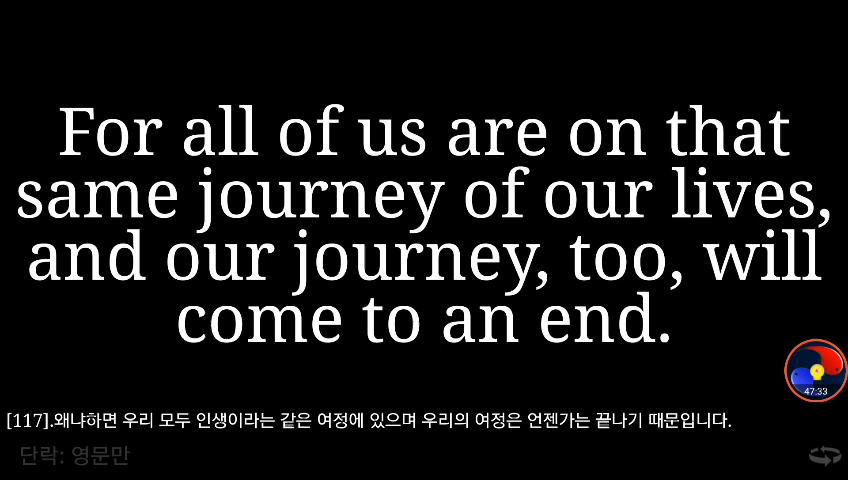 For all of us are on that
same journey of our lives,
and our journey, too, will
come to an end.
47:33
[117].왜냐하면 우리 모두 인생이라는 같은 여정에 있으며 우리의 여정은 언젠가는 끝나기 때문입니다.
단락: 영문만